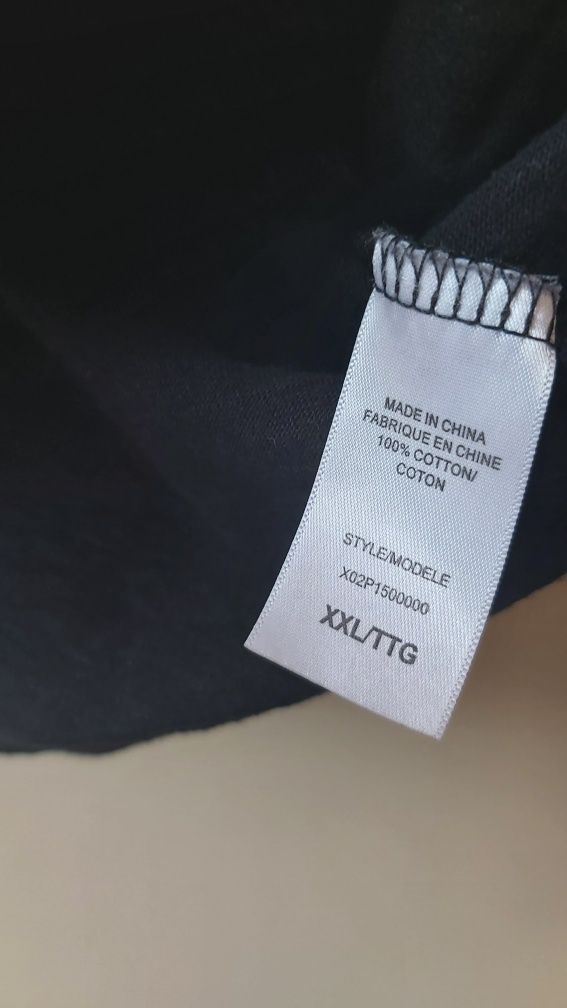 MADE IN CHINA
FABRIQUE EN CHINE
100% COTTON/
COTON
STYLE/MODELE
X02P1500000
XXL/TTG